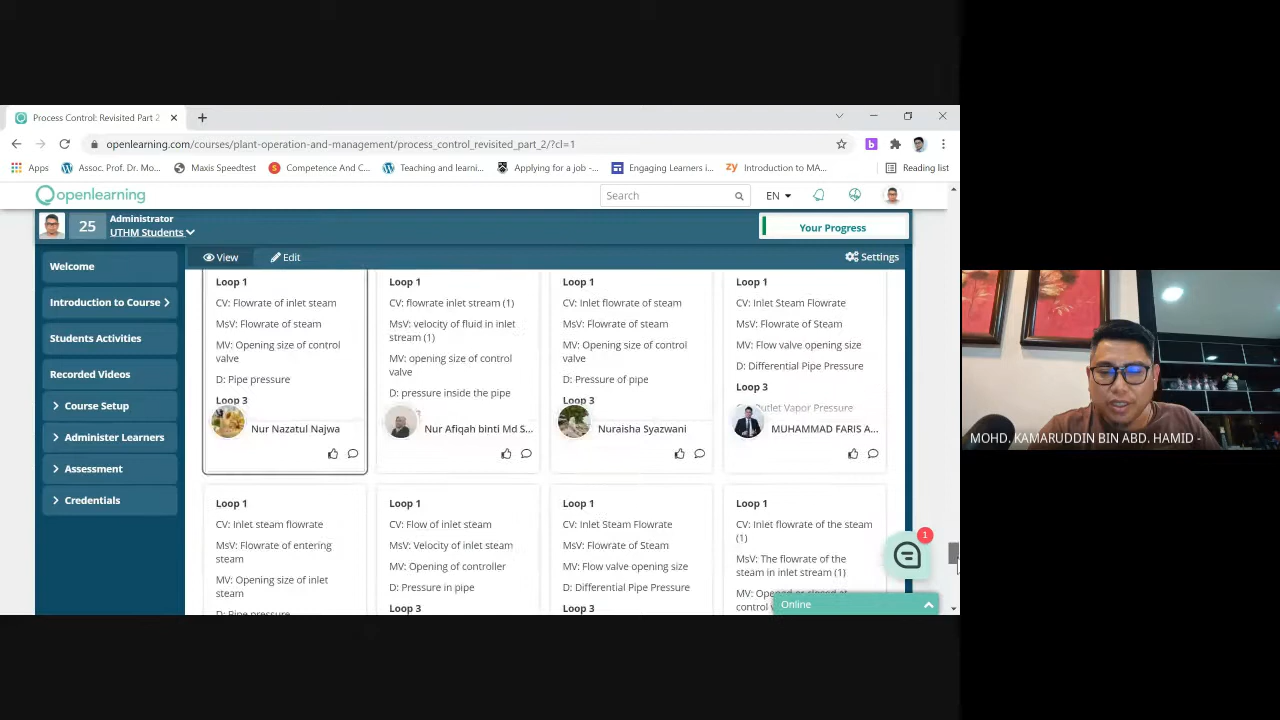 Process Control: Revisited Part 2
openlearning.com/courses/plant-operation-and-management/process_control_revisited_part_2/?cl=1
Apps
Assoc. Prof. Dr. Mo...
Maxis Speedtest
Competence And C...
Teaching and learni...
Applying for a job -...
Engaging Learners i...
Introduction to MA...
Reading list
openlearning
Search
EN
25
Administrator
UTHM Students
Your Progress
View
Edit
Settings
Welcome
Introduction to Course
Students Activities
Recorded Videos
Course Setup
Administer Learners
Assessment
Credentials
Loop 1
CV: Flowrate of inlet steam
MsV: Flowrate of steam
MV: Opening size of control
valve
D: Pipe pressure
Loop 3
Nur Nazatul Najwa
Loop 1
CV: flowrate inlet stream (1)
MsV: velocity of fluid in inlet
stream (1)
MV: opening size of control
valve
D: pressure inside the pipe
Nur Afiqah binti Md S...
Loop 1
CV: Inlet flowrate of steam
MsV: Flowrate of steam
MV: Opening size of control
valve
D: Pressure of pipe
Loop 3
Nuraisha Syazwani
Loop 1
CV: Inlet Steam Flowrate
MsV: Flowrate of Steam
MV: Flow valve opening size
D: Differential Pipe Pressure
Loop 3
Outlet Vapor Pressure
MUHAMMAD FARIS A...
Loop 1
CV: Inlet steam flowrate
MsV: Flowrate of entering
steam
MV: Opening size of inlet
steam
D: Pipe pressure
Loop 1
CV: Flow of inlet steam
MsV: Velocity of inlet steam
MV: Opening of controller
D: Pressure in pipe
Loop 3
Loop 1
CV: Inlet Steam Flowrate
MsV: Flowrate of Steam
MV: Flow valve opening size
D: Differential Pipe Pressure
Loop 3
Loop 1
CV: Inlet flowrate of the steam
(1)
MsV: The flowrate of the
steam in inlet stream (1)
MV: Opened or closed at
control
1
Online
MOHD. KAMARUDDIN BIN ABD. HAMID -